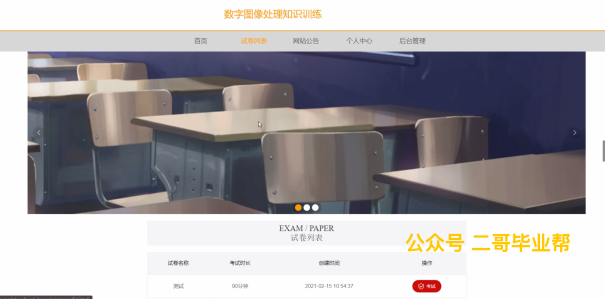 数字图像处理知识训练
首页 试卷列表 网站公告 个人中心 后台管理
EXAM / PAPER
试卷列表
公众号 二哥毕业帮
试卷名称 考试时长 创建时间 操作
测试 90分钟 2021-02-15 10:54:37 考试